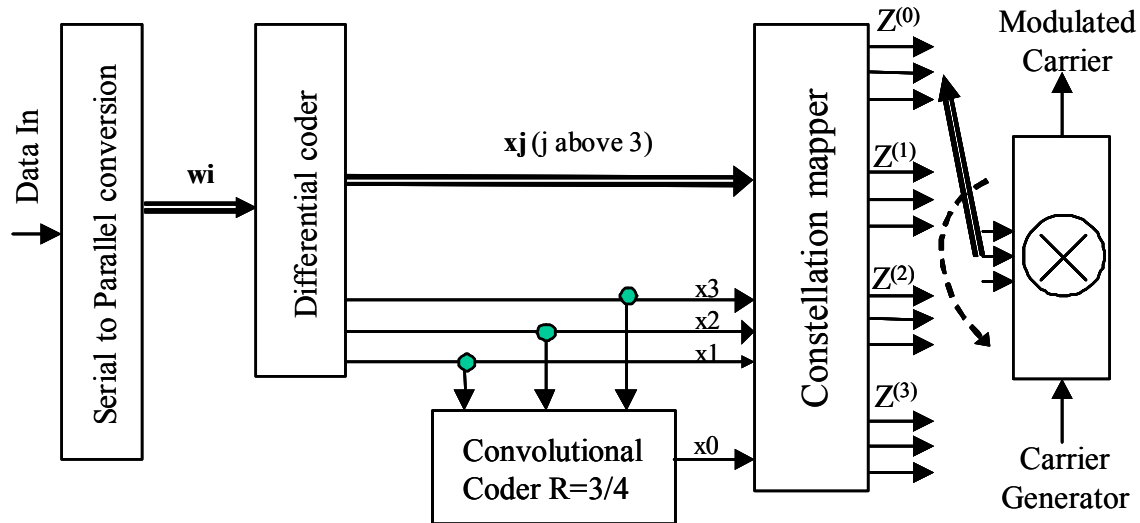 Data In
Serial to Parallel conversion
wi
Differential coder
xj (j above 3)
x3
x2
x1
Convolutional
Coder R=3/4
x0
Constellation mapper
Z(0)
Z(1)
Z(2)
Z(3)
Modulated
Carrier
Carrier
Generator